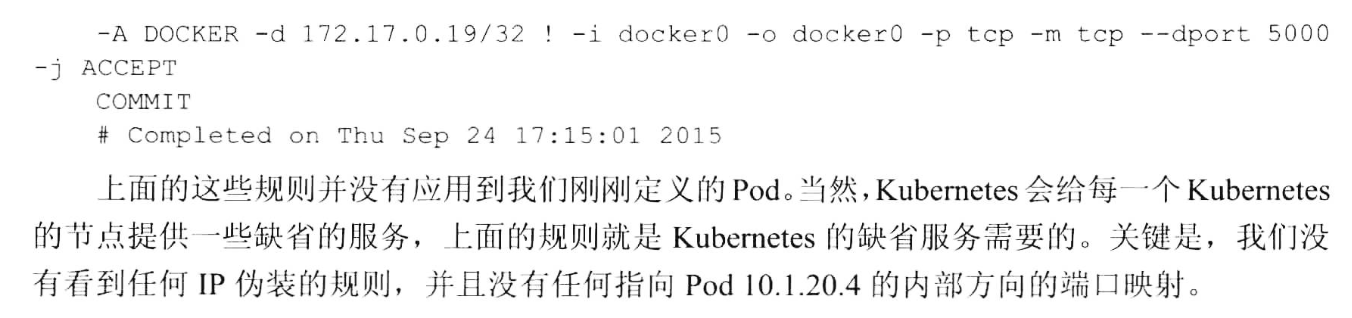 -A DOCKER -d 172.17.0.19/32 ! -i docker0 -o docker0 -p tcp -m tcp --dport 5000
-j ACCEPT
COMMIT
# Completed on Thu Sep 24 17:15:01 2015
上面的这些规则并没有应用到我们刚刚定义的 Pod。当然，Kubernetes 会给每一个 Kubernetes
的节点提供一些缺省的服务，上面的规则就是 Kubernetes 的缺省服务需要的。关键是，我们没
有看到任何 IP 伪装的规则，并且没有任何指向 Pod 10.1.20.4 的内部方向的端口映射。